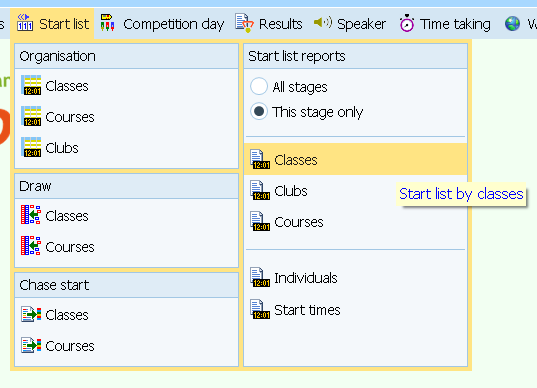 Start list
Competition day
Results
Speaker
Time taking
Organisation
Classes
Courses
Clubs
Draw
Classes
Courses
Chase start
Classes
Courses
Start list reports
All stages
This stage only
Classes
Clubs
Courses
Individuals
Start times
Start list by classes